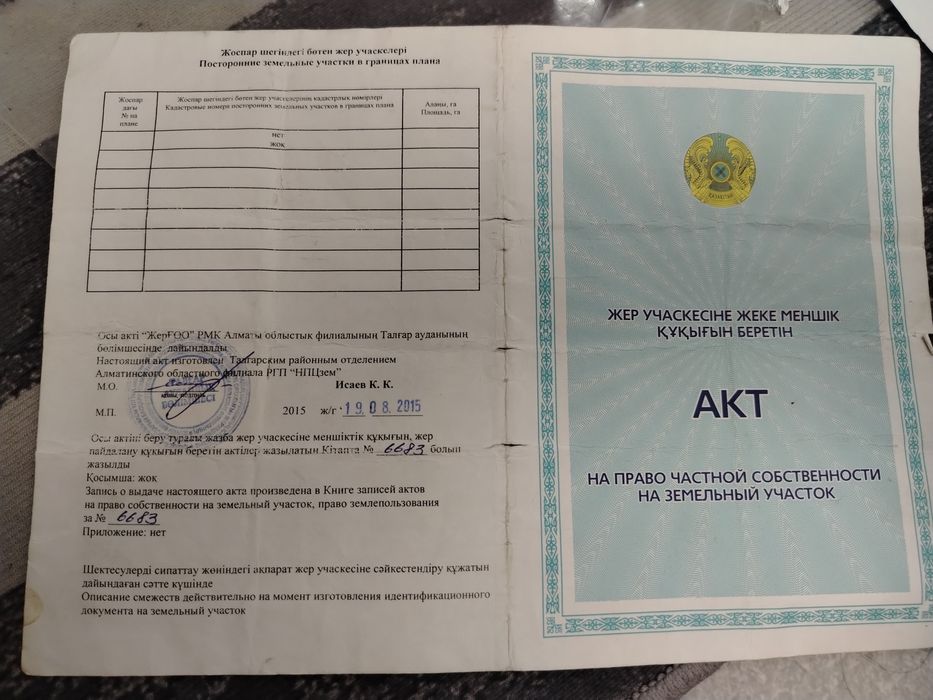 Жоспар шегіндегі бөтен жер учаскелері
Посторонние земельные участки в границах плана
Жоспар
дағы
№ на
плане
Жоспар шегіндегі бөтен жер учаскелерінің кадастрлық нөмірлері
Кадастровые номера посторонних земельных участков в границах плана
Аланы, га
Площадь, га
нет
жоқ
Осы акті “ЖерҒӨО” РМК Алматы облыстық филиалының Талғар ауданының
бөлімшесінде дайындалды
Настоящий акт изготовлен Талгарским районным отделением
Алматинского областного филиала РГП “НПЦзем”
М.О.
Исаев К. К.
М.П.
2015 ж/г 19.08.2015
Осы актіні беру туралы жазба жер учаскесіне меншіктік құқығын, жер
пайдалану құқығын беретін актілер жазылатын Кітапта № 6683 болып
жазылды
Қосымша: жоқ
Запись о выдаче настоящего акта произведена в Книге записей актов
на право собственности на земельный участок, право землепользования
за № 6683
Приложение: нет
Шектесулерді сипаттау жөніндегі ақпарат жер учаскесіне сәйкестендіру құжатын
дайындаған сәтте күшінде
Описание смежеств действительно на момент изготовления идентификационного
документа на земельный участок
ҚАЗАҚСТАН
ЖЕР УЧАСКЕСІНЕ ЖЕКЕ МЕНШІК
ҚҰҚЫҒЫН БЕРЕТІН
АКТ
НА ПРАВО ЧАСТНОЙ СОБСТВЕННОСТИ
НА ЗЕМЕЛЬНЫЙ УЧАСТОК